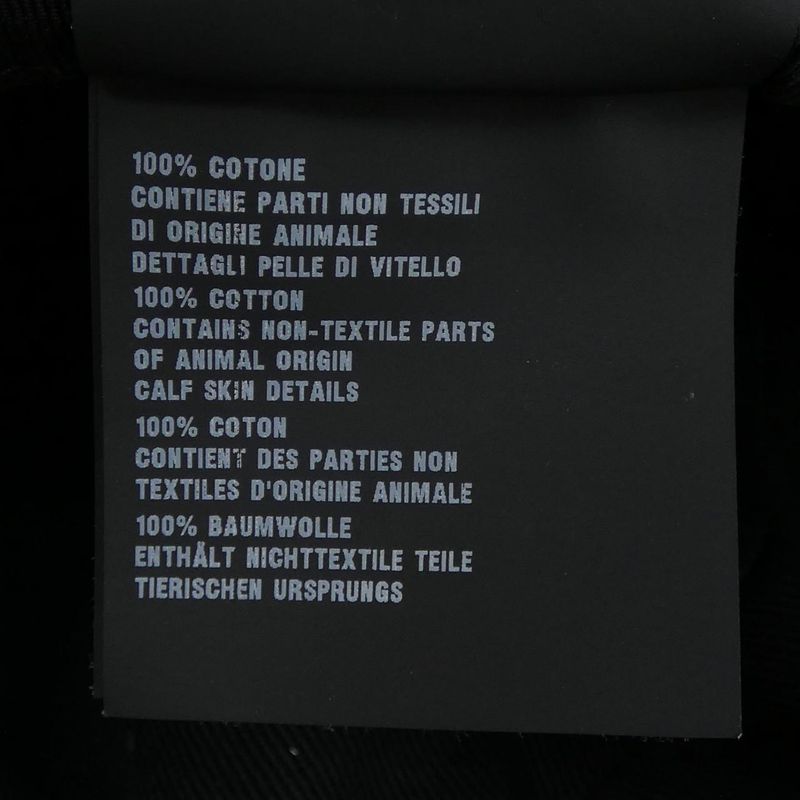 100% COTONE
CONTIENE PARTI NON TESSILI
DI ORIGINE ANIMALE
DETTAGLI PELLE DI VITELLO
100% COTTON
CONTAINS NON-TEXTILE PARTS
OF ANIMAL ORIGIN
CALF SKIN DETAILS
100% COTON
CONTIENT DES PARTIES NON
TEXTILES D'ORIGINE ANIMALE
100% BAUMWOLLE
ENTHÄLT NICHTTEXTILE TEILE
TIERISCHEN URSPRUNGS